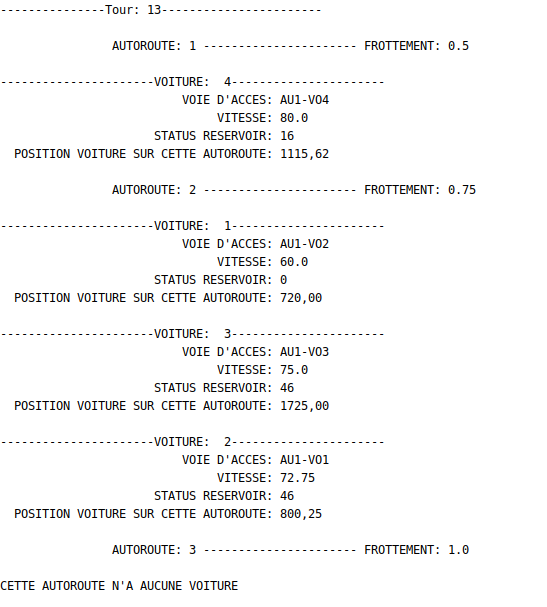 ---------------Tour: 13-----------------------
AUTOROUTE: 1 ---------------------- FROTTEMENT: 0.5
----------------------VOITURE:  4----------------------
VOIE D'ACCES: AU1-VO4
VITESSE: 80.0
STATUS RESERVOIR: 16
POSITION VOITURE SUR CETTE AUTOROUTE: 1115,62
AUTOROUTE: 2 ---------------------- FROTTEMENT: 0.75
----------------------VOITURE:  1----------------------
VOIE D'ACCES: AU1-VO2
VITESSE: 60.0
STATUS RESERVOIR: 0
POSITION VOITURE SUR CETTE AUTOROUTE: 720,00
----------------------VOITURE:  3----------------------
VOIE D'ACCES: AU1-VO3
VITESSE: 75.0
STATUS RESERVOIR: 46
POSITION VOITURE SUR CETTE AUTOROUTE: 1725,00
----------------------VOITURE:  2----------------------
VOIE D'ACCES: AU1-VO1
VITESSE: 72.75
STATUS RESERVOIR: 46
POSITION VOITURE SUR CETTE AUTOROUTE: 800,25
AUTOROUTE: 3 ---------------------- FROTTEMENT: 1.0
CETTE AUTOROUTE N'A AUCUNE VOITURE